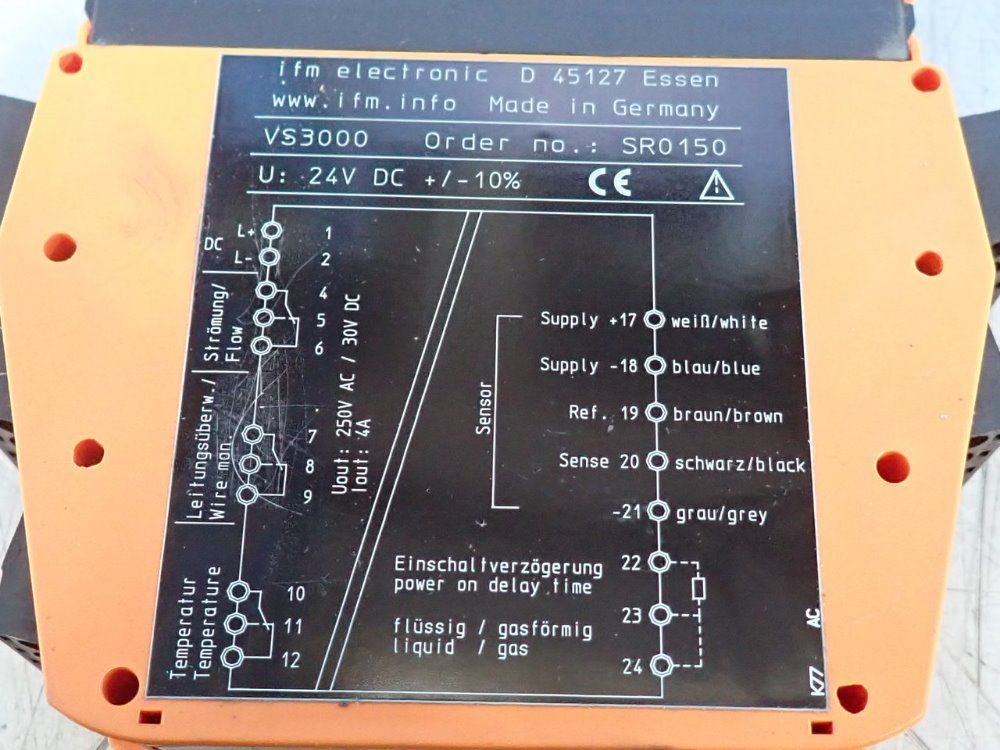 ifm electronic D 45127 Essen
www.ifm.info Made in Germany
VS3000 Order no.: SR0150
U: 24V DC +/-10% CE
DC
L+ 1
L- 2
Strömung/
Flow
4
5
6
Leitungsüberw./
Wire mon.
7
8
9
Temperatur
Temperature
10
11
12
Uout: 250V AC / 30V DC
Iout: 4A
Sensor
Supply +17 weiß/white
Supply -18 blau/blue
Ref. 19 braun/brown
Sense 20 schwarz/black
-21 grau/grey
Einschaltverzögerung 22
power on delay time
23
flüssig / gasförmig
liquid / gas
24
K77 AC